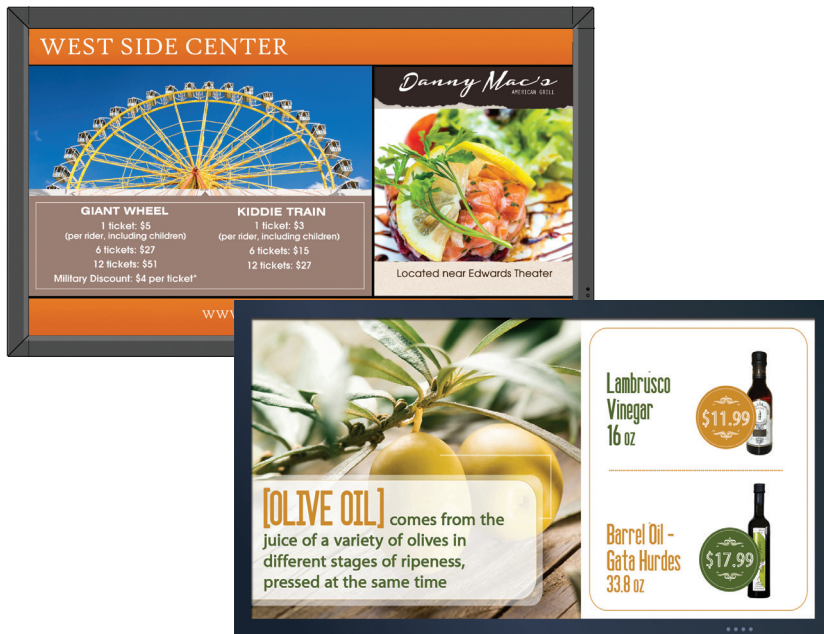 WEST SIDE CENTER
Danny Mac's
AMERICAN GRILL
GIANT WHEEL
1 ticket: $5
(per rider, including children)
6 tickets: $27
12 tickets: $51
Military Discount: $4 per ticket*
KIDDIE TRAIN
1 ticket: $3
(per rider, including children)
6 tickets: $15
12 tickets: $27
Located near Edwards Theater
[OLIVE OIL] comes from the
juice of a variety of olives in
different stages of ripeness,
pressed at the same time
Lambrusco
Vinegar
16 oz
$11.99
Barrel Oil -
Gata Hurdes
33.8 oz
$17.99